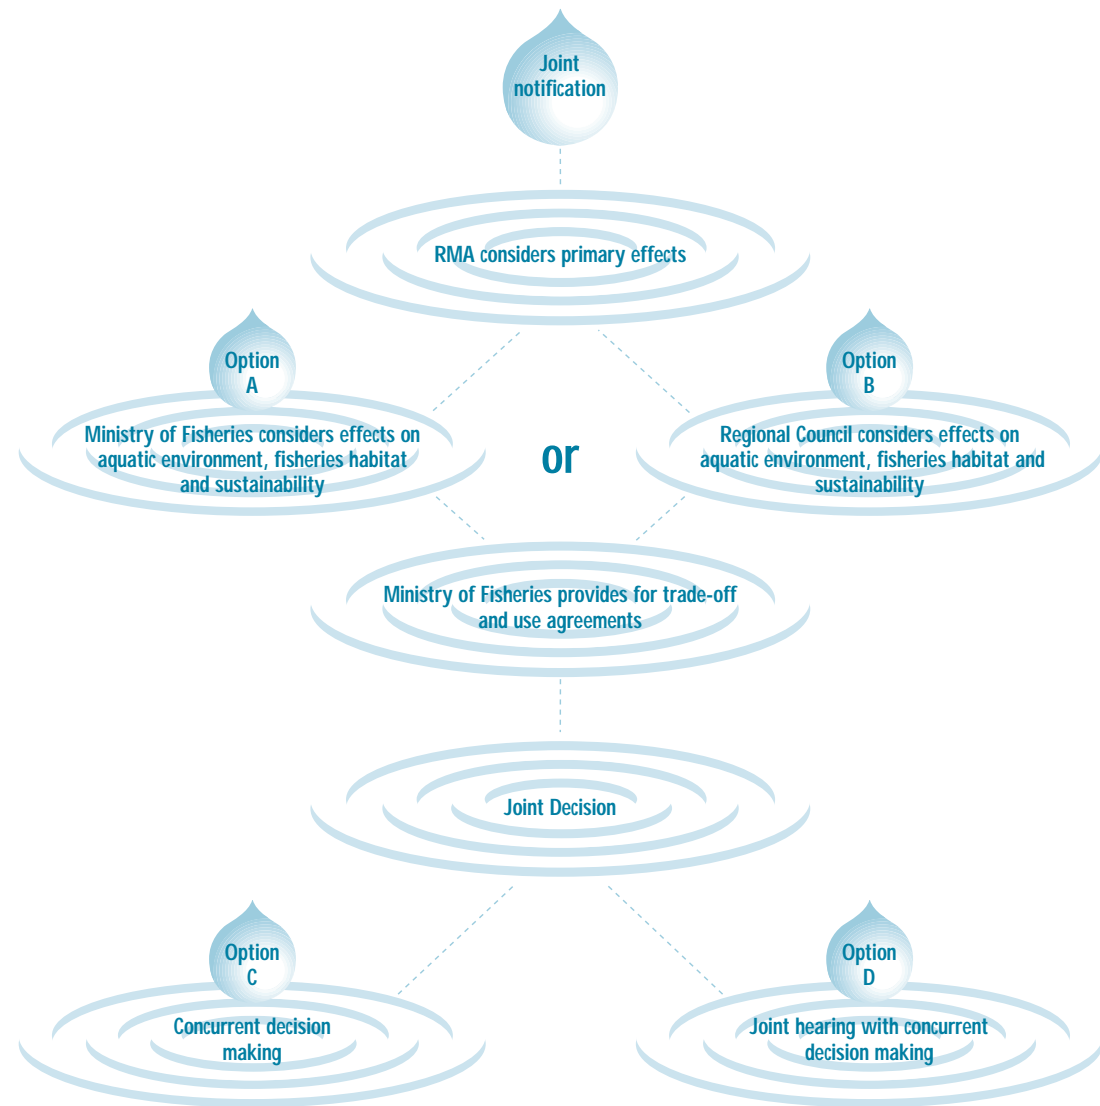 Joint
notification
RMA considers primary effects
Option
A
Ministry of Fisheries considers effects on
aquatic environment, fisheries habitat
and sustainability
or
Option
B
Regional Council considers effects on
aquatic environment, fisheries habitat and
sustainability
Ministry of Fisheries provides for trade-off
and use agreements
Joint Decision
Option
C
Concurrent decision
making
Option
D
Joint hearing with concurrent
decision making